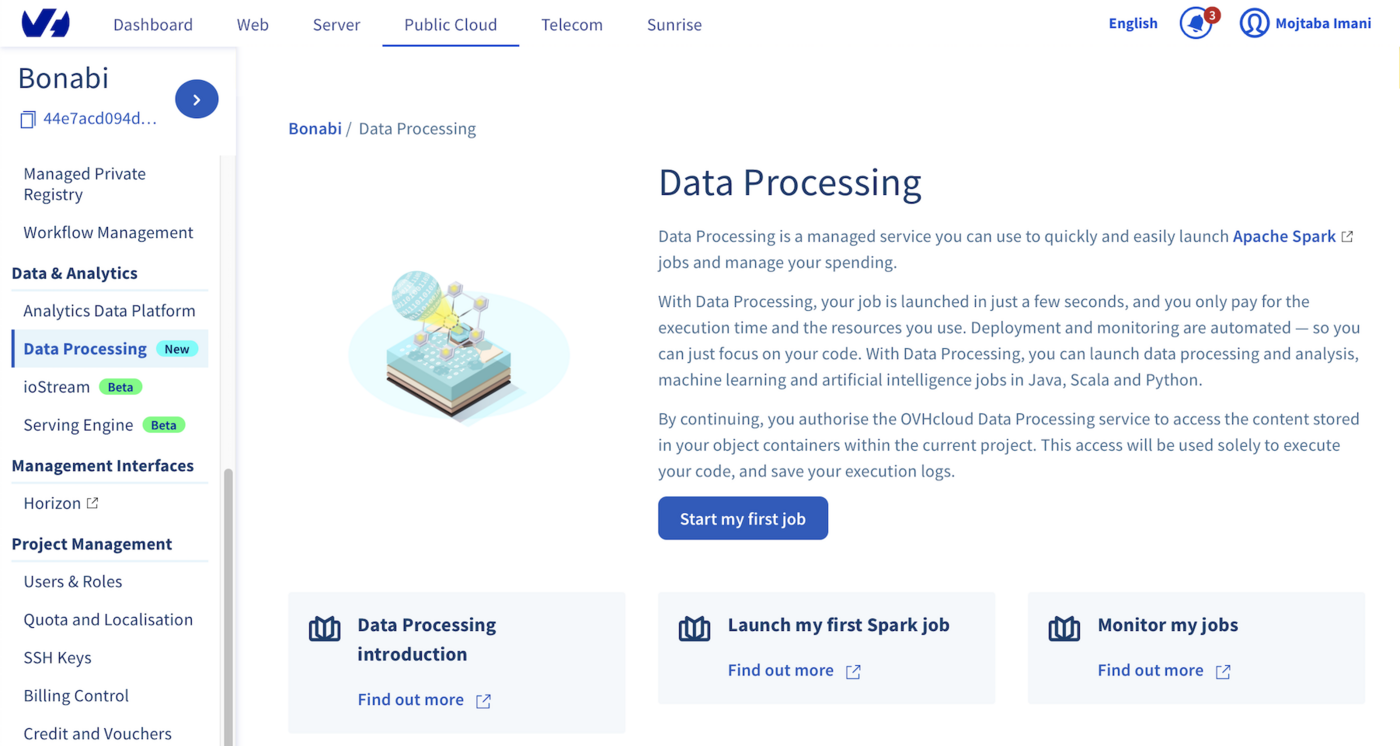 Dashboard Web Server Public Cloud Telecom Sunrise English 3 Mojtaba Imani
Bonabi
44e7acd094d...
Managed Private
Registry
Workflow Management
Data & Analytics
Analytics Data Platform
Data Processing New
ioStream Beta
Serving Engine Beta
Management Interfaces
Horizon
Project Management
Users & Roles
Quota and Localisation
SSH Keys
Billing Control
Credit and Vouchers
Bonabi / Data Processing
Data Processing
Data Processing is a managed service you can use to quickly and easily launch Apache Spark
jobs and manage your spending.
With Data Processing, your job is launched in just a few seconds, and you only pay for the
execution time and the resources you use. Deployment and monitoring are automated — so you
can just focus on your code. With Data Processing, you can launch data processing and analysis,
machine learning and artificial intelligence jobs in Java, Scala and Python.
By continuing, you authorise the OVHcloud Data Processing service to access the content stored
in your object containers within the current project. This access will be used solely to execute
your code, and save your execution logs.
Start my first job
Data Processing
introduction
Find out more
Launch my first Spark job
Find out more
Monitor my jobs
Find out more